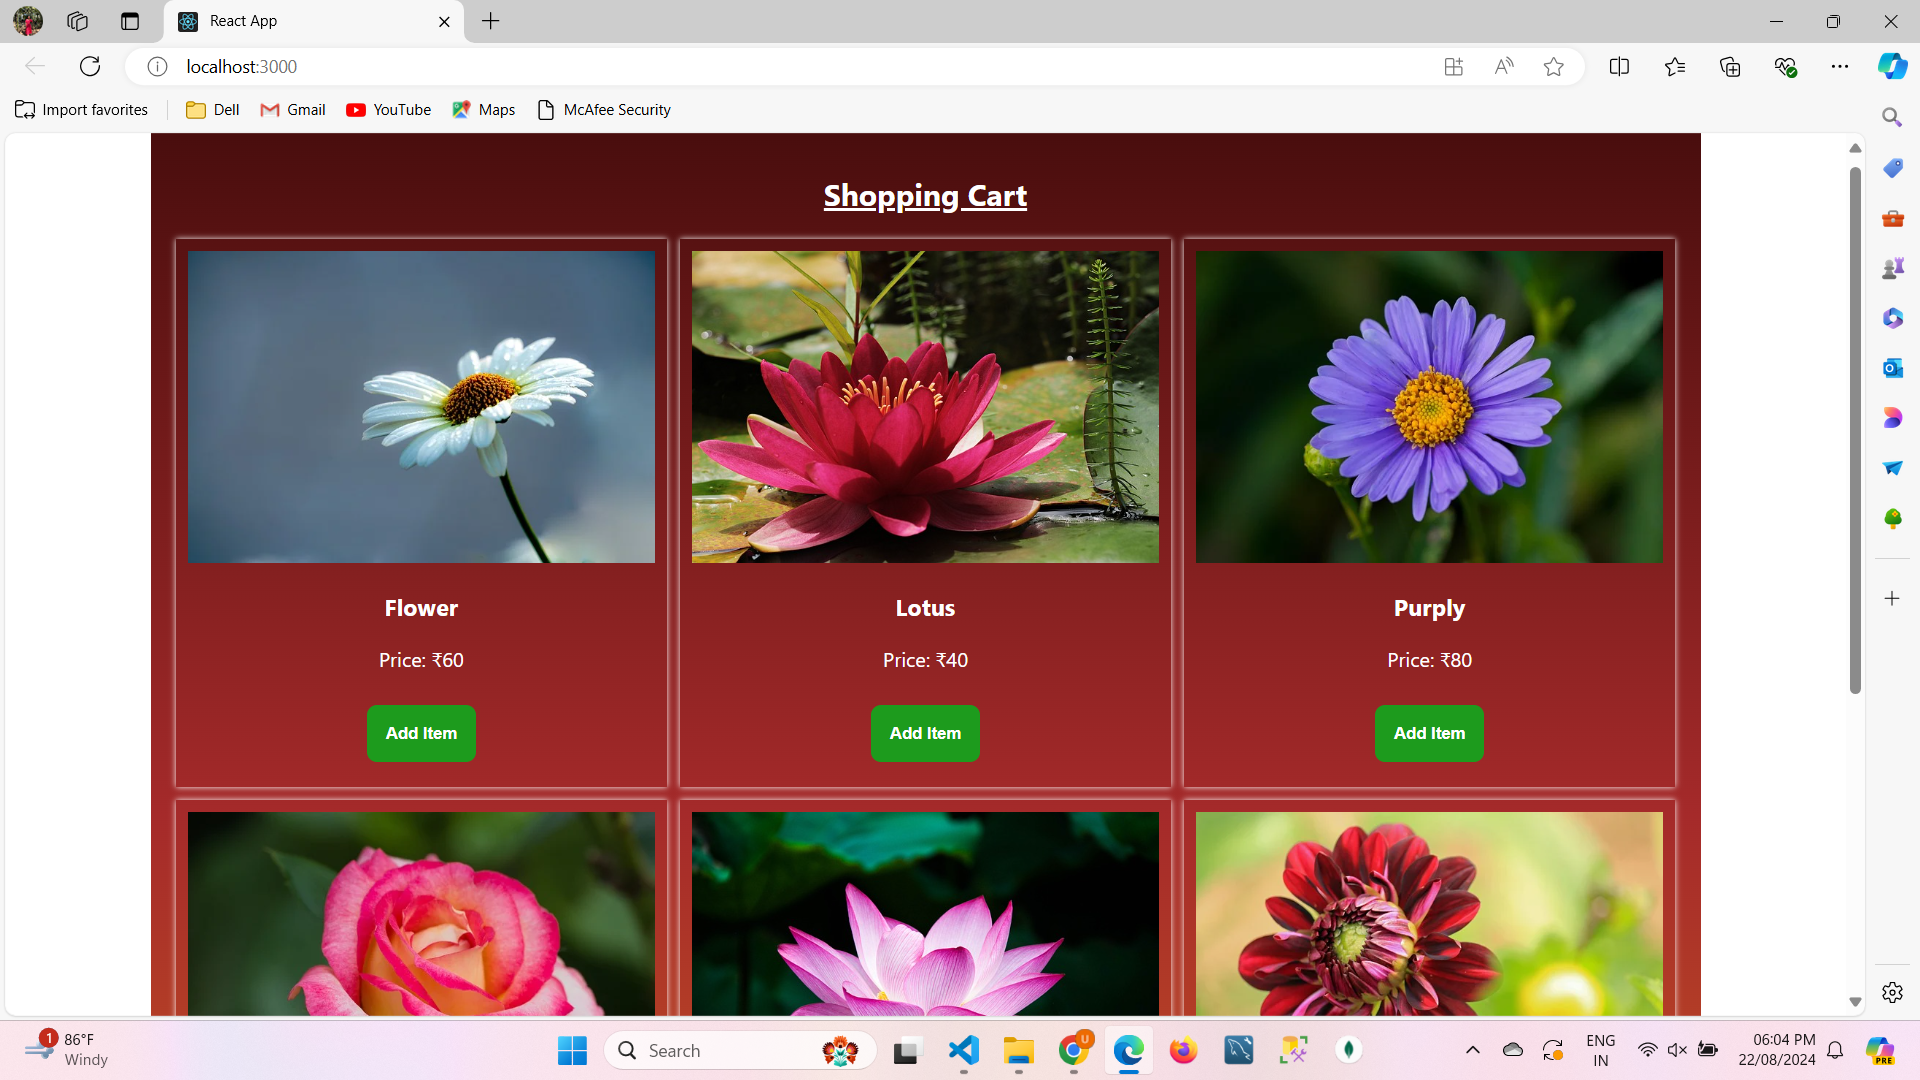 React App
localhost:3000
Import favorites
Dell
Gmail
YouTube
Maps
McAfee Security
Shopping Cart
Flower
Lotus
Purply
Price: ₹60
Price: ₹40
Price: ₹80
Add Item
Add Item
Add Item
1
86°F
Windy
Search
U
ENG
IN
06:04 PM
22/08/2024
PRE